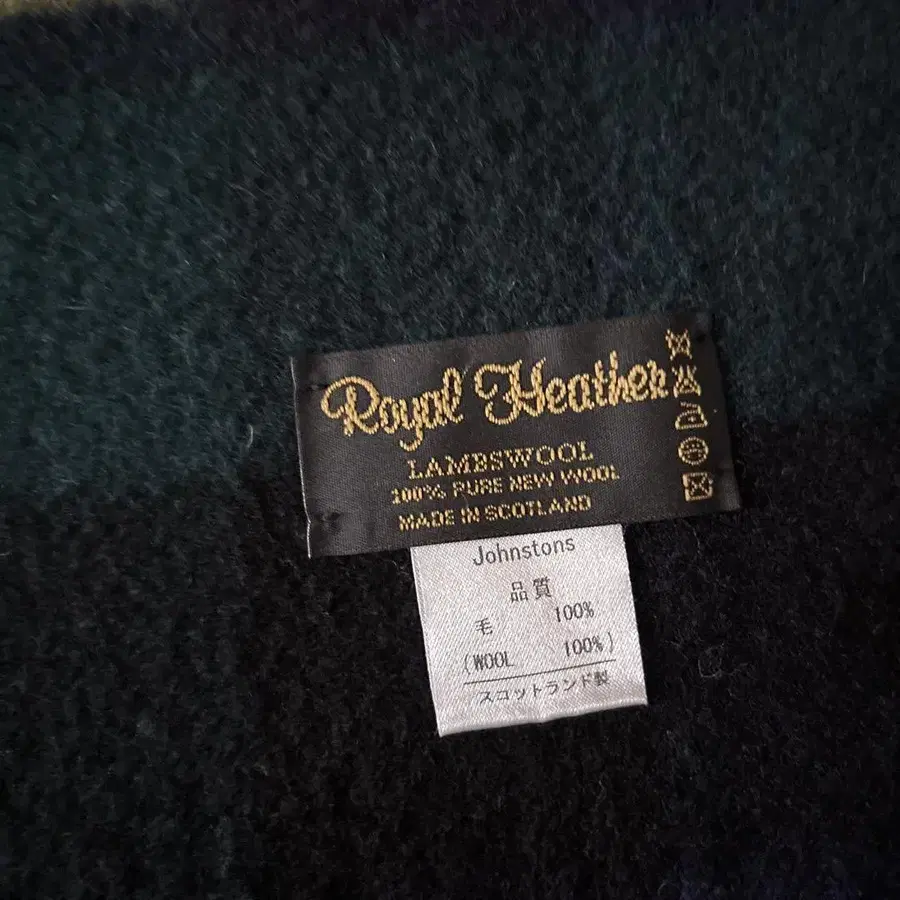 Royal Heather
LAMBSWOOL
100% PURE NEW WOOL
MADE IN SCOTLAND
Johnstons
品質
毛 100%
(WOOL 100%)
スコットランド製